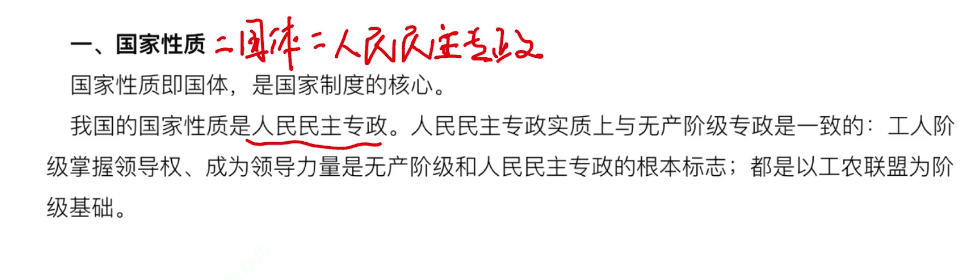 一、国家性质 = 国体 = 人民民主专政
国家性质即国体，是国家制度的核心。
我国的国家性质是人民民主专政。人民民主专政实质上与无产阶级专政是一致的：工人阶
级掌握领导权、成为领导力量是无产阶级和人民民主专政的根本标志；都是以工农联盟为阶
级基础。